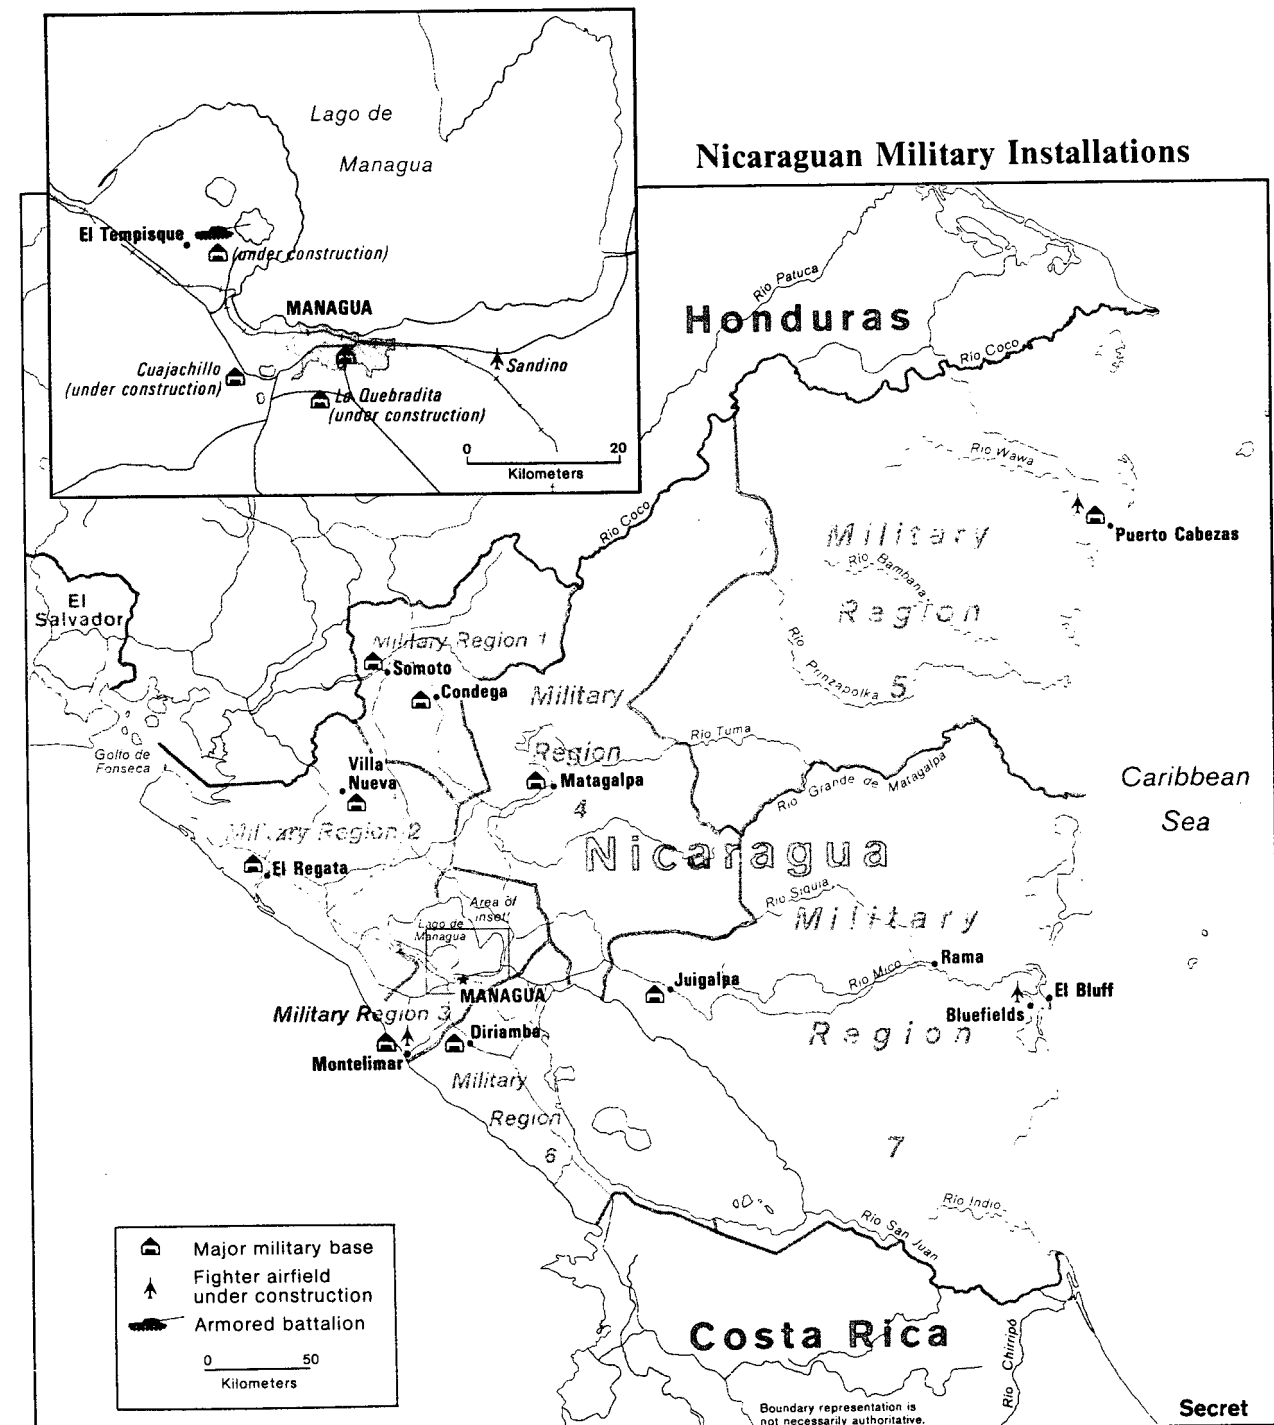 Nicaraguan Military Installations
Lago de
Managua
El Tempisque
(under construction)
MANAGUA
Cuajachillo
(under construction)
Sandino
La Quebradita
(under construction)
0 20
Kilometers
Rio Patuca
Honduras
Rio Coco
Rio Wawa
Rio Coco
Military
Puerto Cabezas
Rio Bambana
Region
El
Salvador
Military Region 1
Somoto
Condega
Military
Rio Prinzapolka
5
Rio Tuma
Golfo de
Fonseca
Region
Villa
Nueva
Matagalpa
4
Rio Grande de Matagalpa
Caribbean
Sea
Military Region 2
Nicaragua
El Regata
Rio Siquia
Area of
inset
Lago de
Managua
Military
Rama
Juigalpa
Rio Mico
El Bluff
MANAGUA
Bluefields
Military Region 3
Diriamba
Region
Montelimar
Military
Region
6
7
Rio Indio
Rio San Juan
Major military base
Fighter airfield
under construction
Armored battalion
0 50
Kilometers
Costa Rica
Rio Chirripó
Boundary representation is
not necessarily authoritative.
Secret